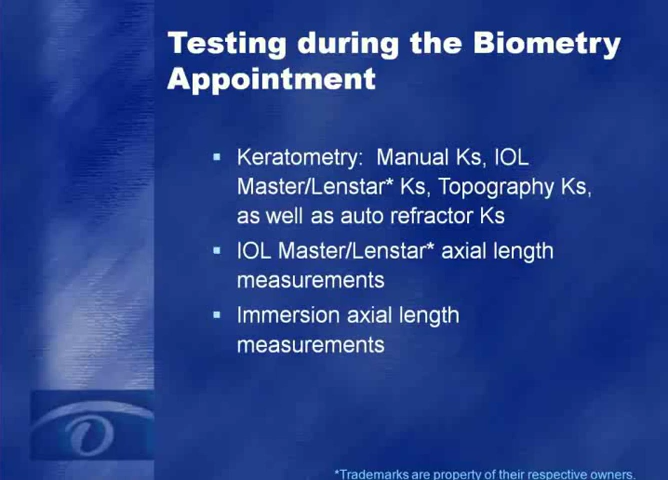 Testing during the Biometry
Appointment
▪ Keratometry: Manual Ks, IOL
Master/Lenstar* Ks, Topography Ks,
as well as auto refractor Ks
▪ IOL Master/Lenstar* axial length
measurements
▪ Immersion axial length
measurements
*Trademarks are property of their respective owners.